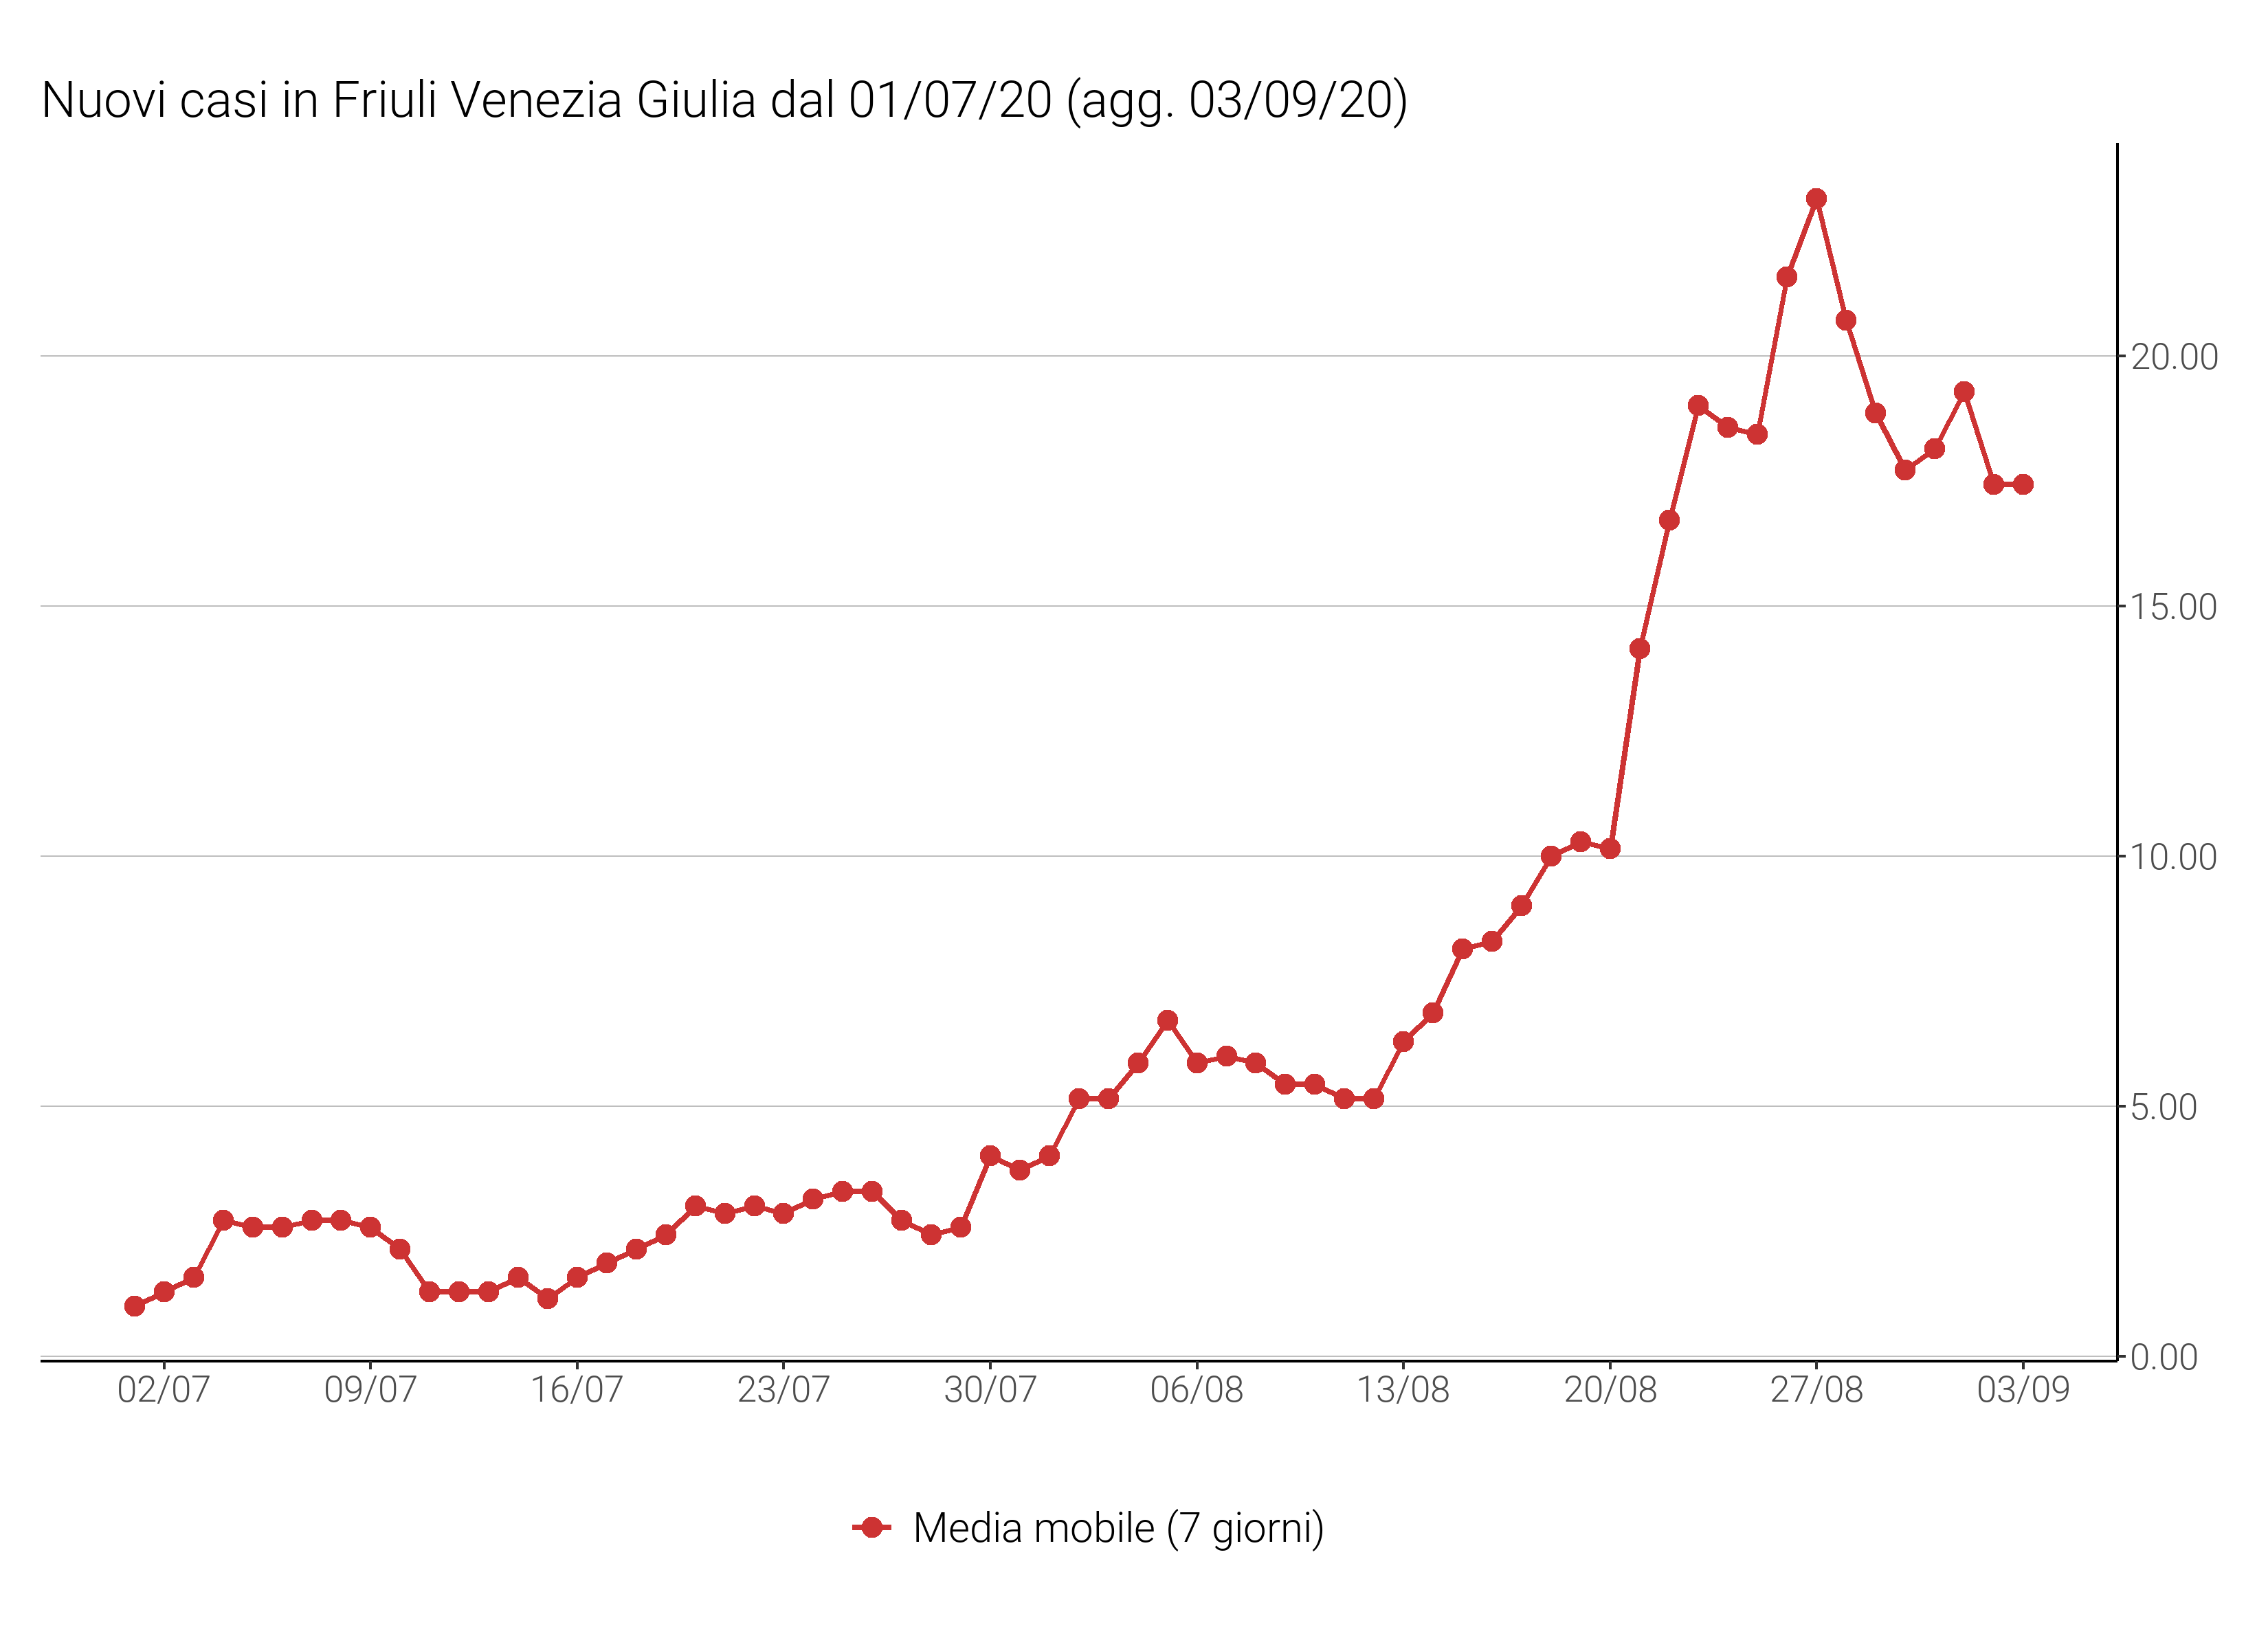 Nuovi casi in Friuli Venezia Giulia dal 01/07/20 (agg. 03/09/20)
20.00
15.00
10.00
5.00
0.00
02/07 09/07 16/07 23/07 30/07 06/08 13/08 20/08 27/08 03/09
Media mobile (7 giorni)